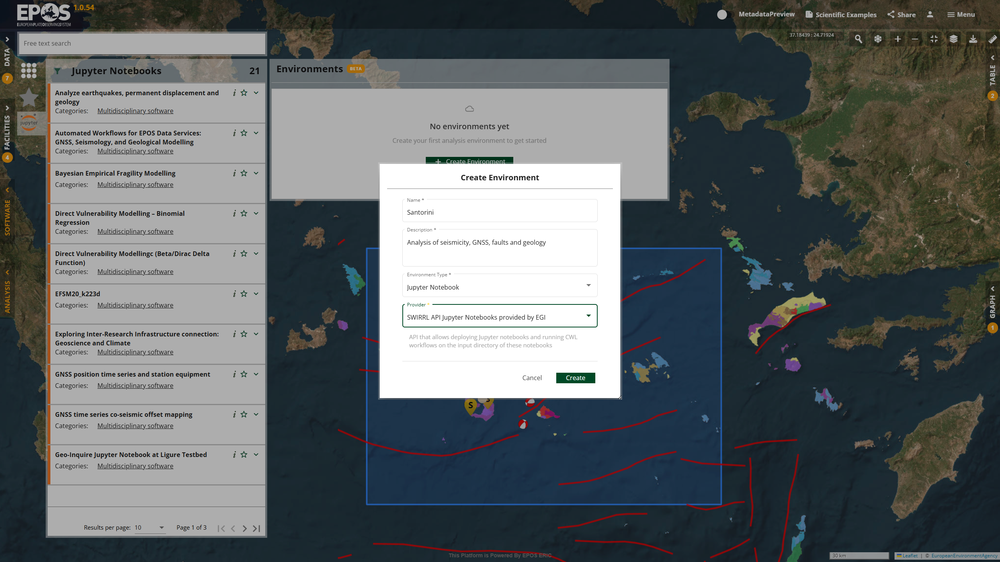 EPOS
1.0.54
EUROPEANPLATEOBSERVINGSYSTEM
MetadataPreview
Scientific Examples
Share
Menu
Free text search
37.18439 : 24.71924
DATA
7
FACILITIES
4
SOFTWARE
ANALYSIS
jupyter
Jupyter Notebooks
21
Analyze earthquakes, permanent displacement and
geology
Categories: Multidisciplinary software
Automated Workflows for EPOS Data Services:
GNSS, Seismology, and Geological Modelling
Categories: Multidisciplinary software
Bayesian Empirical Fragility Modelling
Categories: Multidisciplinary software
Direct Vulnerability Modelling – Binomial
Regression
Categories: Multidisciplinary software
Direct Vulnerability Modellingc (Beta/Dirac Delta
Function)
Categories: Multidisciplinary software
EFSM20_k223d
Categories: Multidisciplinary software
Exploring Inter-Research Infrastructure connection:
Geoscience and Climate
Categories: Multidisciplinary software
GNSS position time series and station equipment
Categories: Multidisciplinary software
GNSS time series co-seismic offset mapping
Categories: Multidisciplinary software
Geo-Inquire Jupyter Notebook at Ligure Testbed
Categories: Multidisciplinary software
Results per page: 10
Page 1 of 3
Environments BETA
No environments yet
Create your first analysis environment to get started
+ Create Environment
Create Environment
Name *
Santorini
Description *
Analysis of seismicity, GNSS, faults and geology
Environment Type *
Jupyter Notebook
Provider *
SWIRRL API Jupyter Notebooks provided by EGI
API that allows deploying Jupyter notebooks and running CWL
workflows on the input directory of these notebooks
Cancel
Create
S
S
TABLE
2
GRAPH
1
This Platform is Powered By EPOS ERIC
30 km
Leaflet | © EuropeanEnvironmentAgency